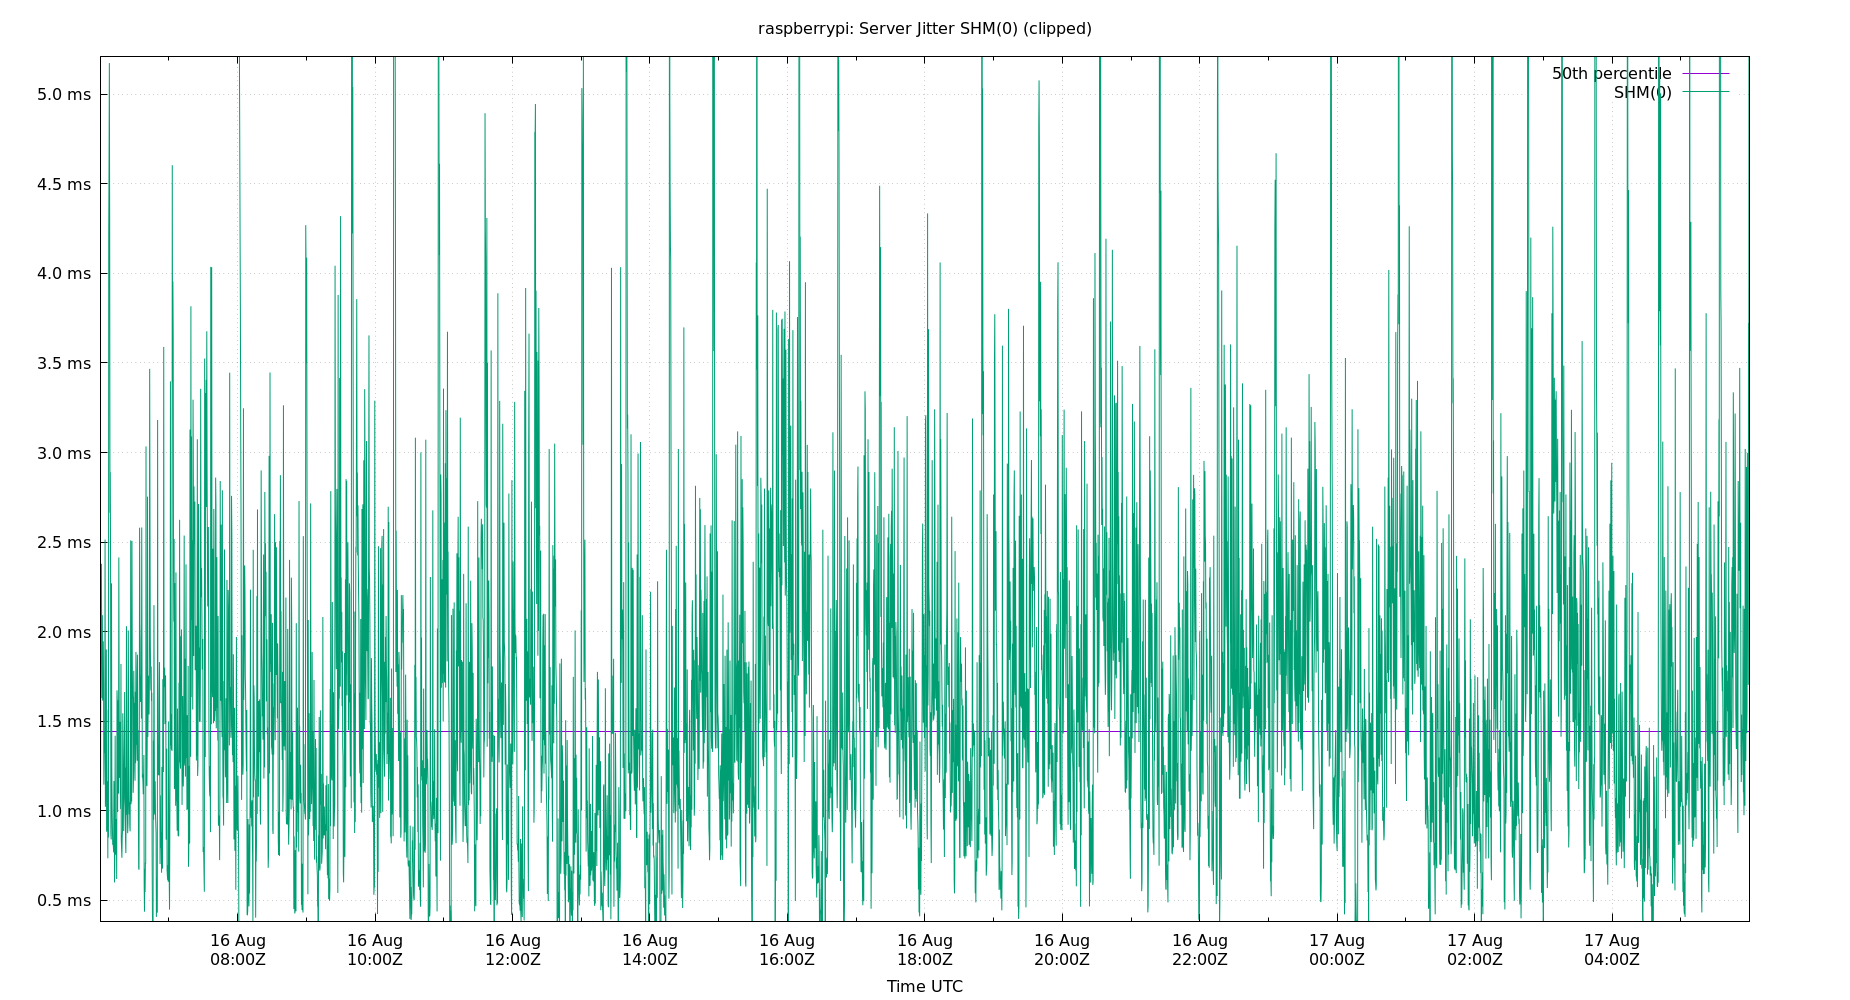 raspberrypi: Server Jitter SHM(0) (clipped)
50th percentile
SHM(0)
5.0 ms
4.5 ms
4.0 ms
3.5 ms
3.0 ms
2.5 ms
2.0 ms
1.5 ms
1.0 ms
0.5 ms
16 Aug 16 Aug 16 Aug 16 Aug 16 Aug 16 Aug 16 Aug 16 Aug 17 Aug 17 Aug 17 Aug
08:00Z 10:00Z 12:00Z 14:00Z 16:00Z 18:00Z 20:00Z 22:00Z 00:00Z 02:00Z 04:00Z
Time UTC